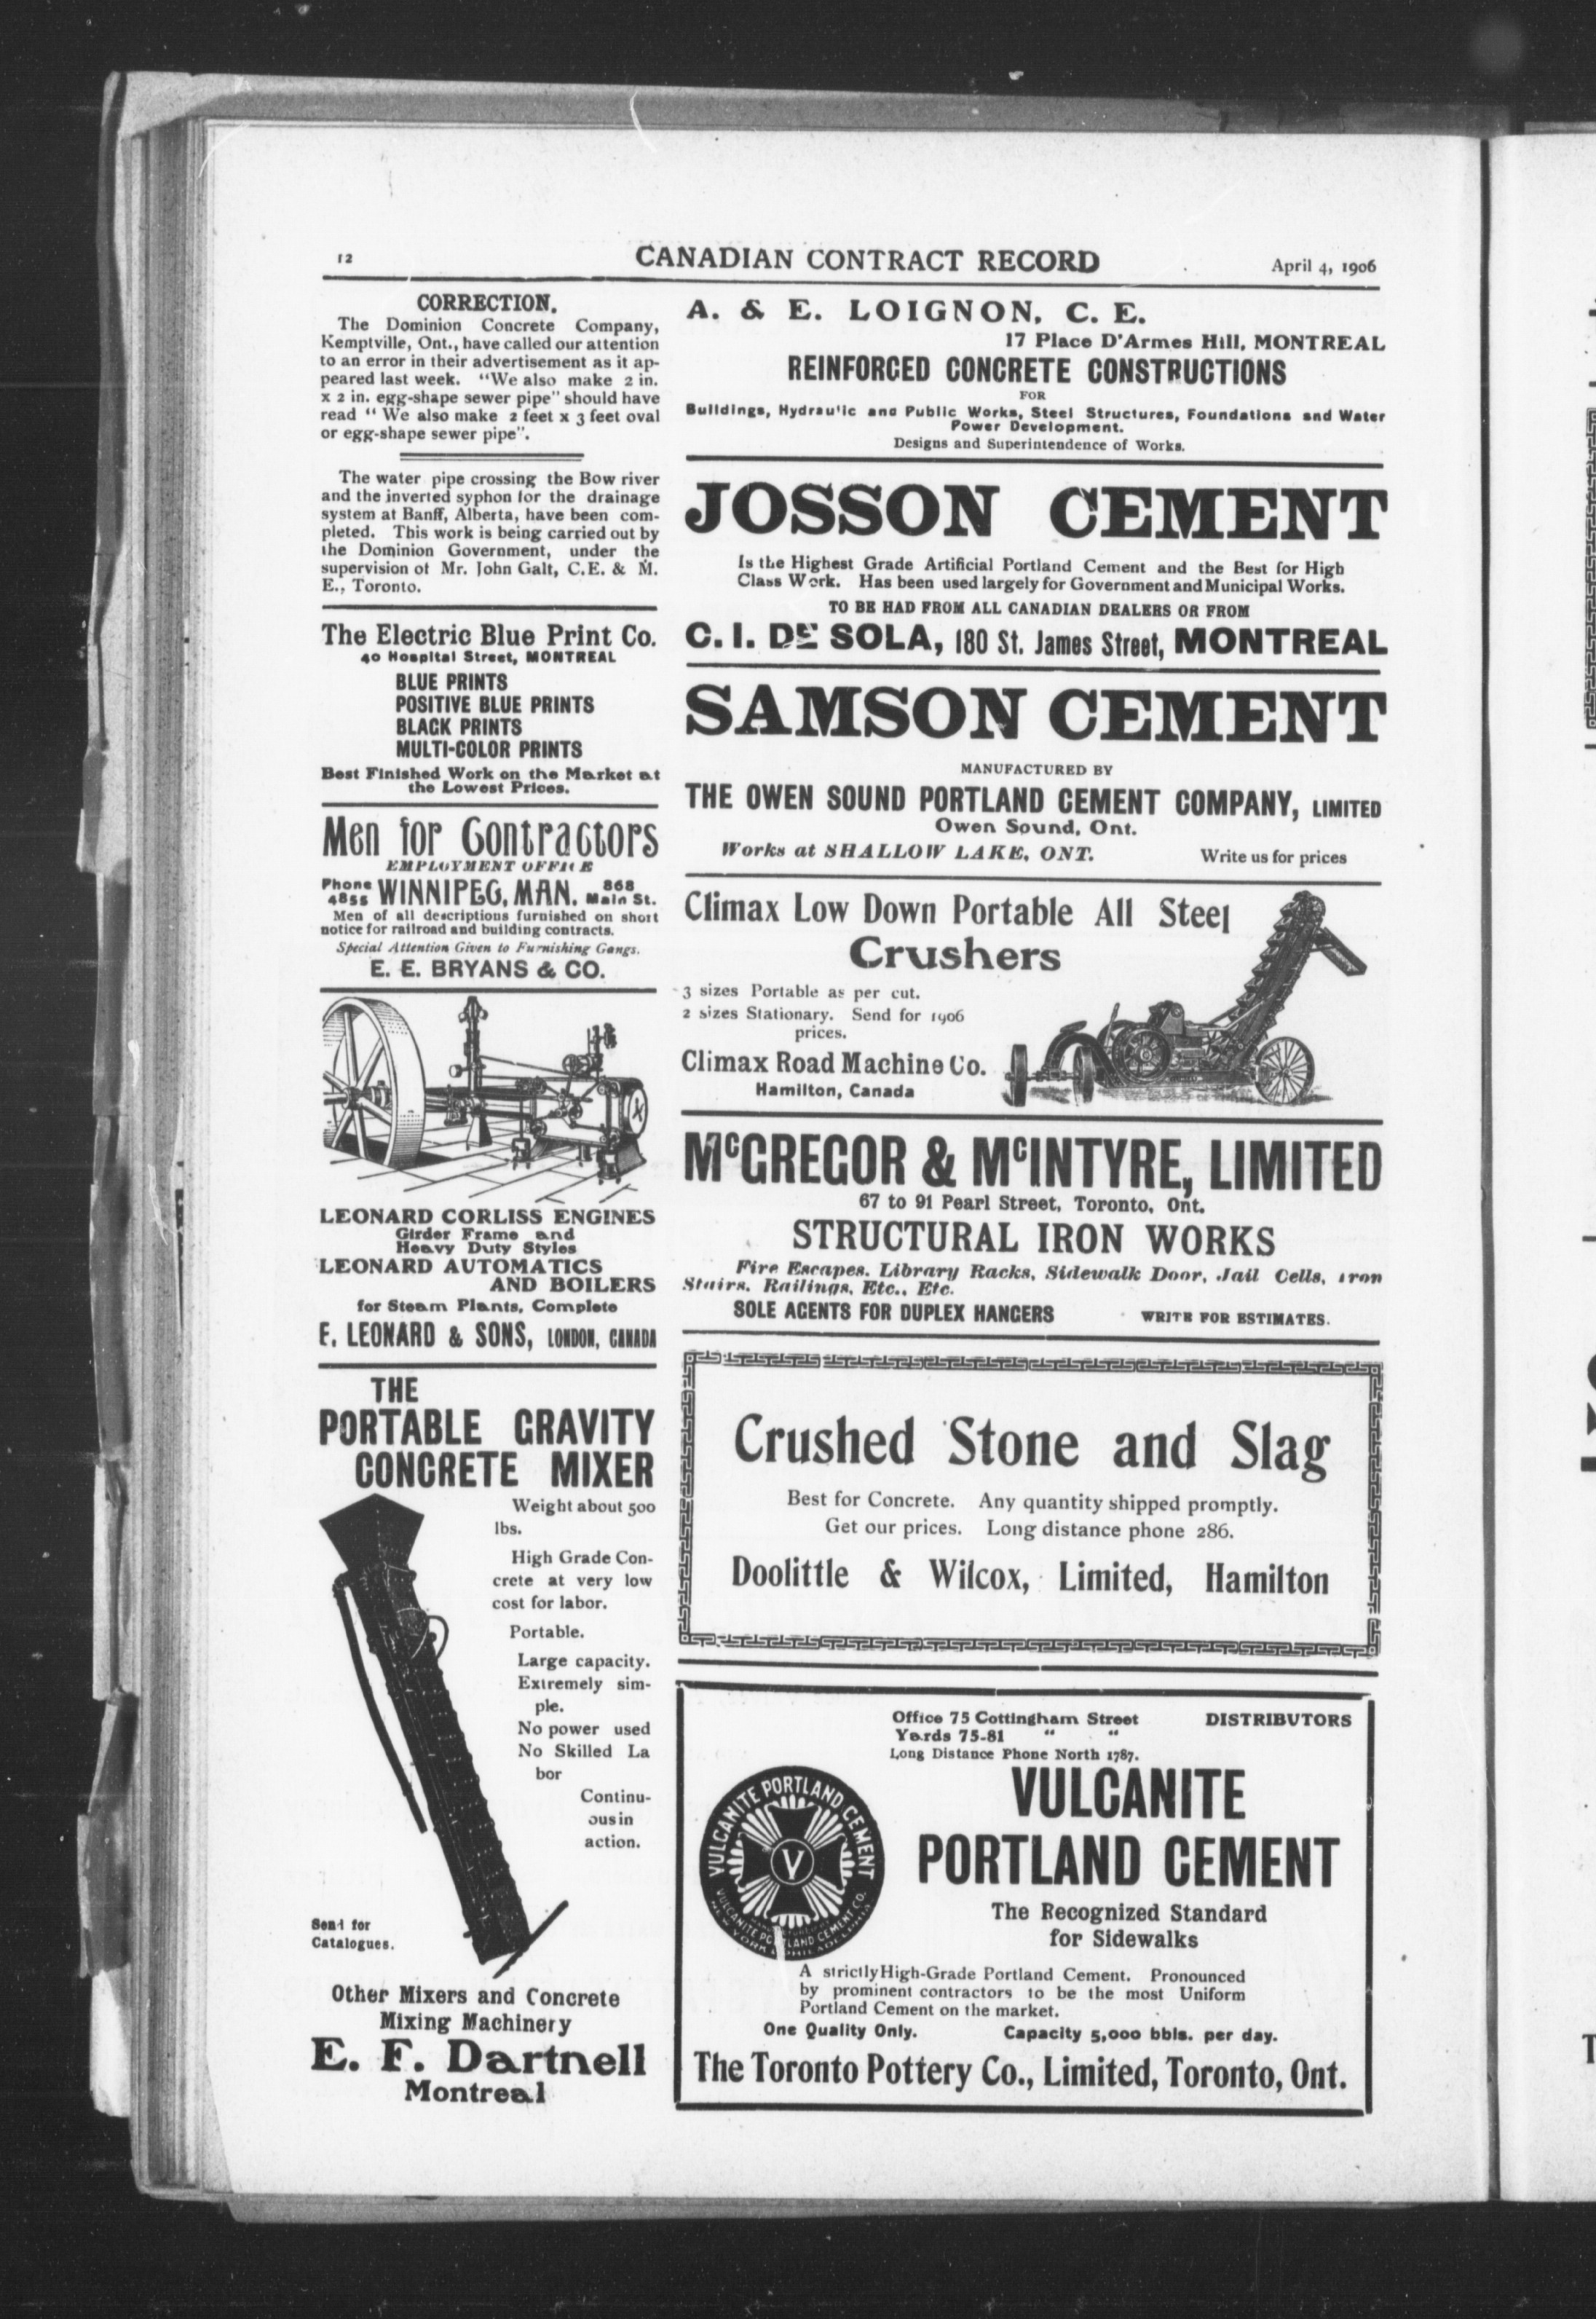 12
CANADIAN CONTRACT RECORD
April 4, 1906
CORRECTION.
The Dominion Concrete Company,
Kemptville, Ont., have called our attention
to an error in their advertisement as it ap-
peared last week. "We also make 2 in.
x 2 in. egg-shape sewer pipe" should have
read " We also make 2 feet x 3 feet oval
or egg-shape sewer pipe".
The water pipe crossing the Bow river
and the inverted syphon for the drainage
system at Banff, Alberta, have been com-
pleted. This work is being carried out by
the Dominion Government, under the
supervision of Mr. John Galt, C.E. & M.
E., Toronto.
The Electric Blue Print Co.
40 Hospital Street, MONTREAL
BLUE PRINTS
POSITIVE BLUE PRINTS
BLACK PRINTS
MULTI-COLOR PRINTS
Best Finished Work on the Market at
the Lowest Prices.
Men for Contractors
EMPLOYMENT OFFICE
Phone 4855 WINNIPEG, MAN. 868 Main St.
Men of all descriptions furnished on short
notice for railroad and building contracts.
Special Attention Given to Furnishing Gangs.
E. E. BRYANS & CO.
LEONARD CORLISS ENGINES
Girder Frame and
Heavy Duty Styles
LEONARD AUTOMATICS
AND BOILERS
for Steam Plants, Complete
E. LEONARD & SONS, LONDON, CANADA
THE
PORTABLE GRAVITY
CONCRETE MIXER
Weight about 500
lbs.
High Grade Con-
crete at very low
cost for labor.
Portable.
Large capacity.
Extremely sim-
ple.
No power used
No Skilled La
bor
Continu-
ous in
action.
Send for
Catalogues.
Other Mixers and Concrete
Mixing Machinery
E. F. Dartnell
Montreal
A. & E. LOIGNON, C. E.
17 Place D'Armes Hill, MONTREAL
REINFORCED CONCRETE CONSTRUCTIONS
FOR
Buildings, Hydraulic and Public Works, Steel Structures, Foundations and Water
Power Development.
Designs and Superintendence of Works.
JOSSON CEMENT
Is the Highest Grade Artificial Portland Cement and the Best for High
Class Work. Has been used largely for Government and Municipal Works.
TO BE HAD FROM ALL CANADIAN DEALERS OR FROM
C. I. DE SOLA, 180 St. James Street, MONTREAL
SAMSON CEMENT
MANUFACTURED BY
THE OWEN SOUND PORTLAND CEMENT COMPANY, LIMITED
Owen Sound, Ont.
Works at SHALLOW LAKE, ONT. Write us for prices
Climax Low Down Portable All Steel
Crushers
3 sizes Portable as per cut.
2 sizes Stationary. Send for 1906
prices.
Climax Road Machine Co.
Hamilton, Canada
McGREGOR & McINTYRE, LIMITED
67 to 91 Pearl Street, Toronto, Ont.
STRUCTURAL IRON WORKS
Fire Escapes, Library Racks, Sidewalk Door, Jail Cells, Iron
Stairs, Railings, Etc., Etc.
SOLE AGENTS FOR DUPLEX HANGERS WRITE FOR ESTIMATES.
Crushed Stone and Slag
Best for Concrete. Any quantity shipped promptly.
Get our prices. Long distance phone 286.
Doolittle & Wilcox, Limited, Hamilton
Office 75 Cottingham Street DISTRIBUTORS
Yards 75-81 " "
Long Distance Phone North 1787.
VULCANITE PORTLAND CEMENT
V
VULCANITE PORTLAND CEMENT CO.
VULCANITE
PORTLAND CEMENT
The Recognized Standard
for Sidewalks
A strictly High-Grade Portland Cement. Pronounced
by prominent contractors to be the most Uniform
Portland Cement on the market.
One Quality Only. Capacity 5,000 bbls. per day.
The Toronto Pottery Co., Limited, Toronto, Ont.